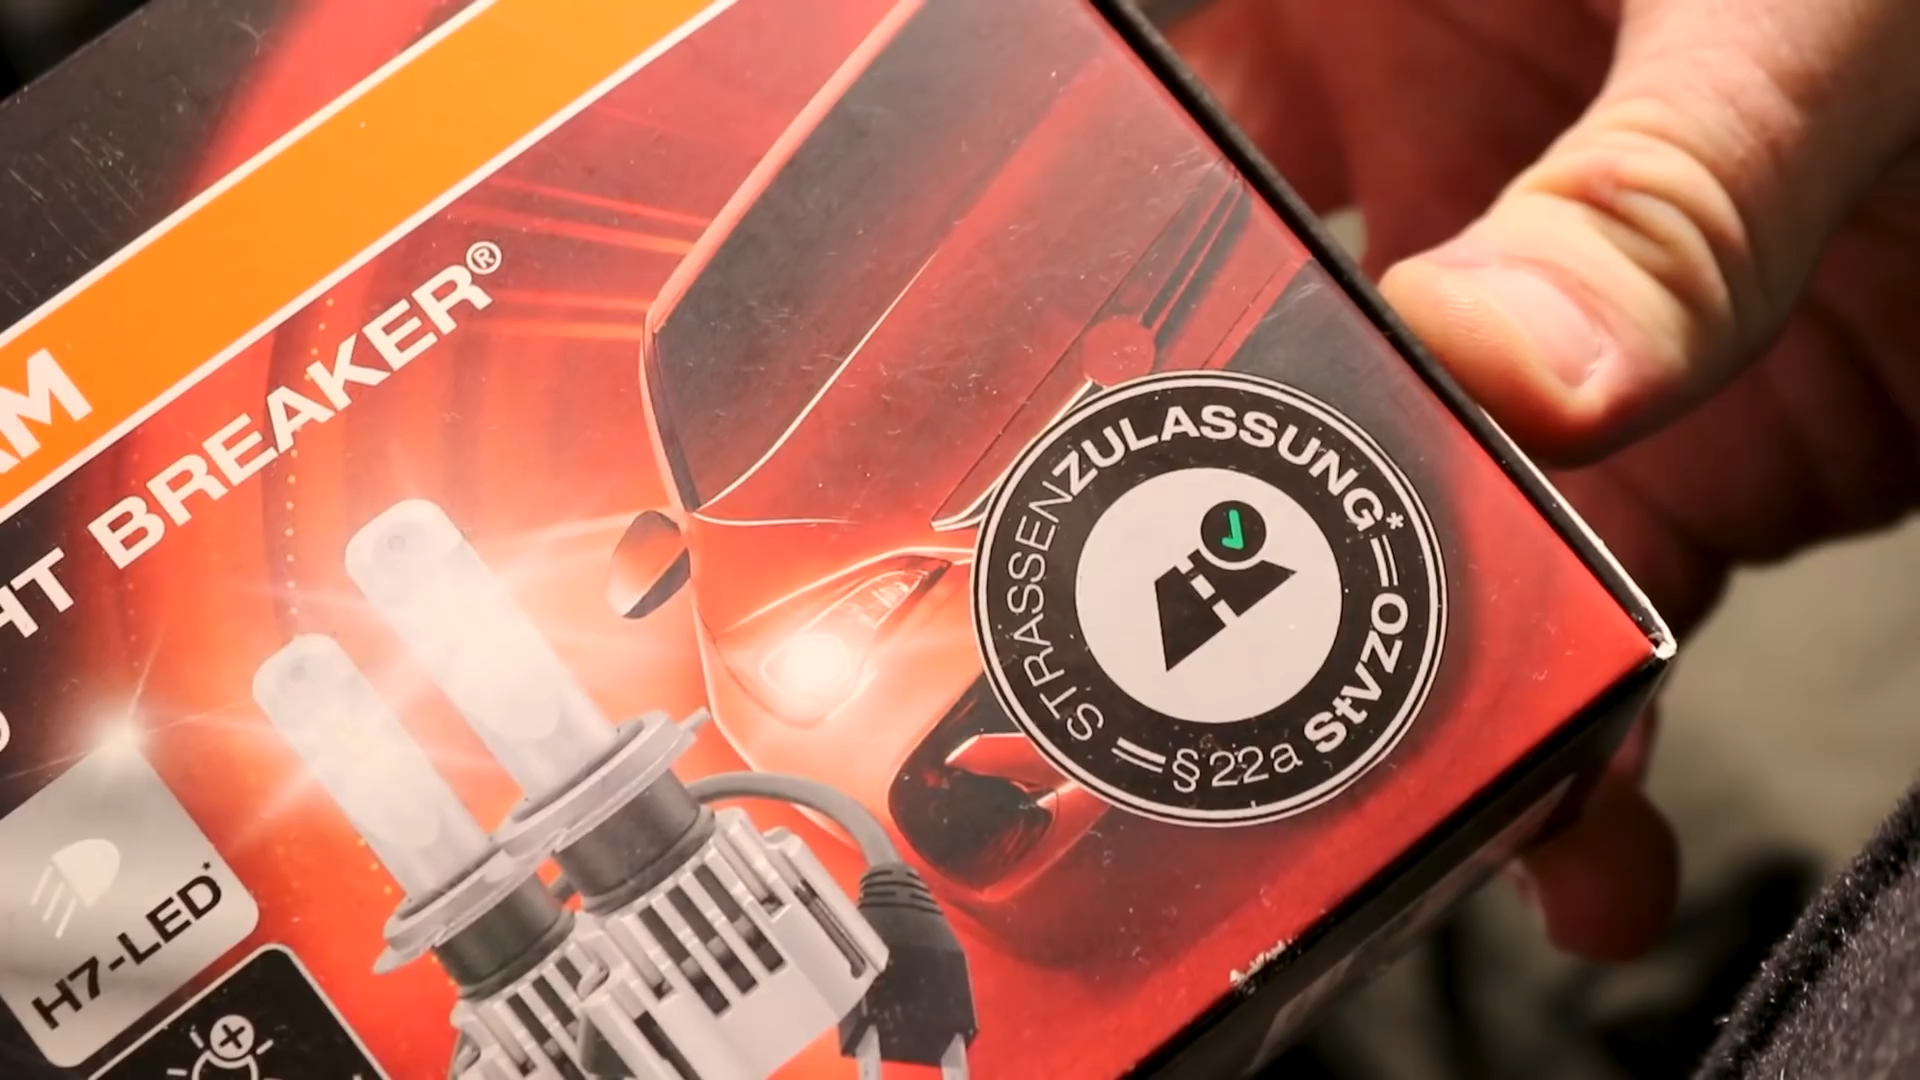 AM
HT BREAKER®
STRASSENZULASSUNG*
§22a StVZO
H7-LED*